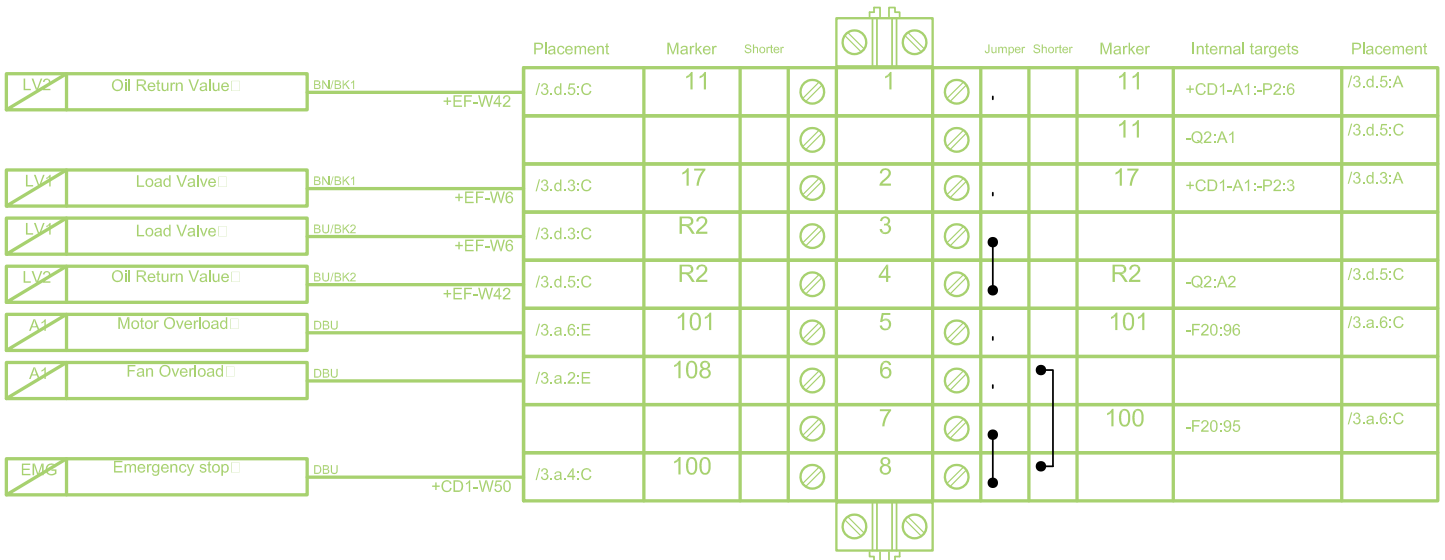 Placement Marker Shorter Jumper Shorter Marker Internal targets Placement
LV2 Oil Return Value BN/BK1 +EF-W42 /3.d.5:C 11 1 11 +CD1-A1:-P2:6 /3.d.5:A
11 -Q2:A1 /3.d.5:C
LV1 Load Valve BN/BK1 +EF-W6 /3.d.3:C 17 2 17 +CD1-A1:-P2:3 /3.d.3:A
LV1 Load Valve BU/BK2 +EF-W6 /3.d.3:C R2 3
LV2 Oil Return Value BU/BK2 +EF-W42 /3.d.5:C R2 4 R2 -Q2:A2 /3.d.5:C
A1 Motor Overload DBU /3.a.6:E 101 5 101 -F20:96 /3.a.6:C
A1 Fan Overload DBU /3.a.2:E 108 6
7 100 -F20:95 /3.a.6:C
EMG Emergency stop DBU +CD1-W50 /3.a.4:C 100 8